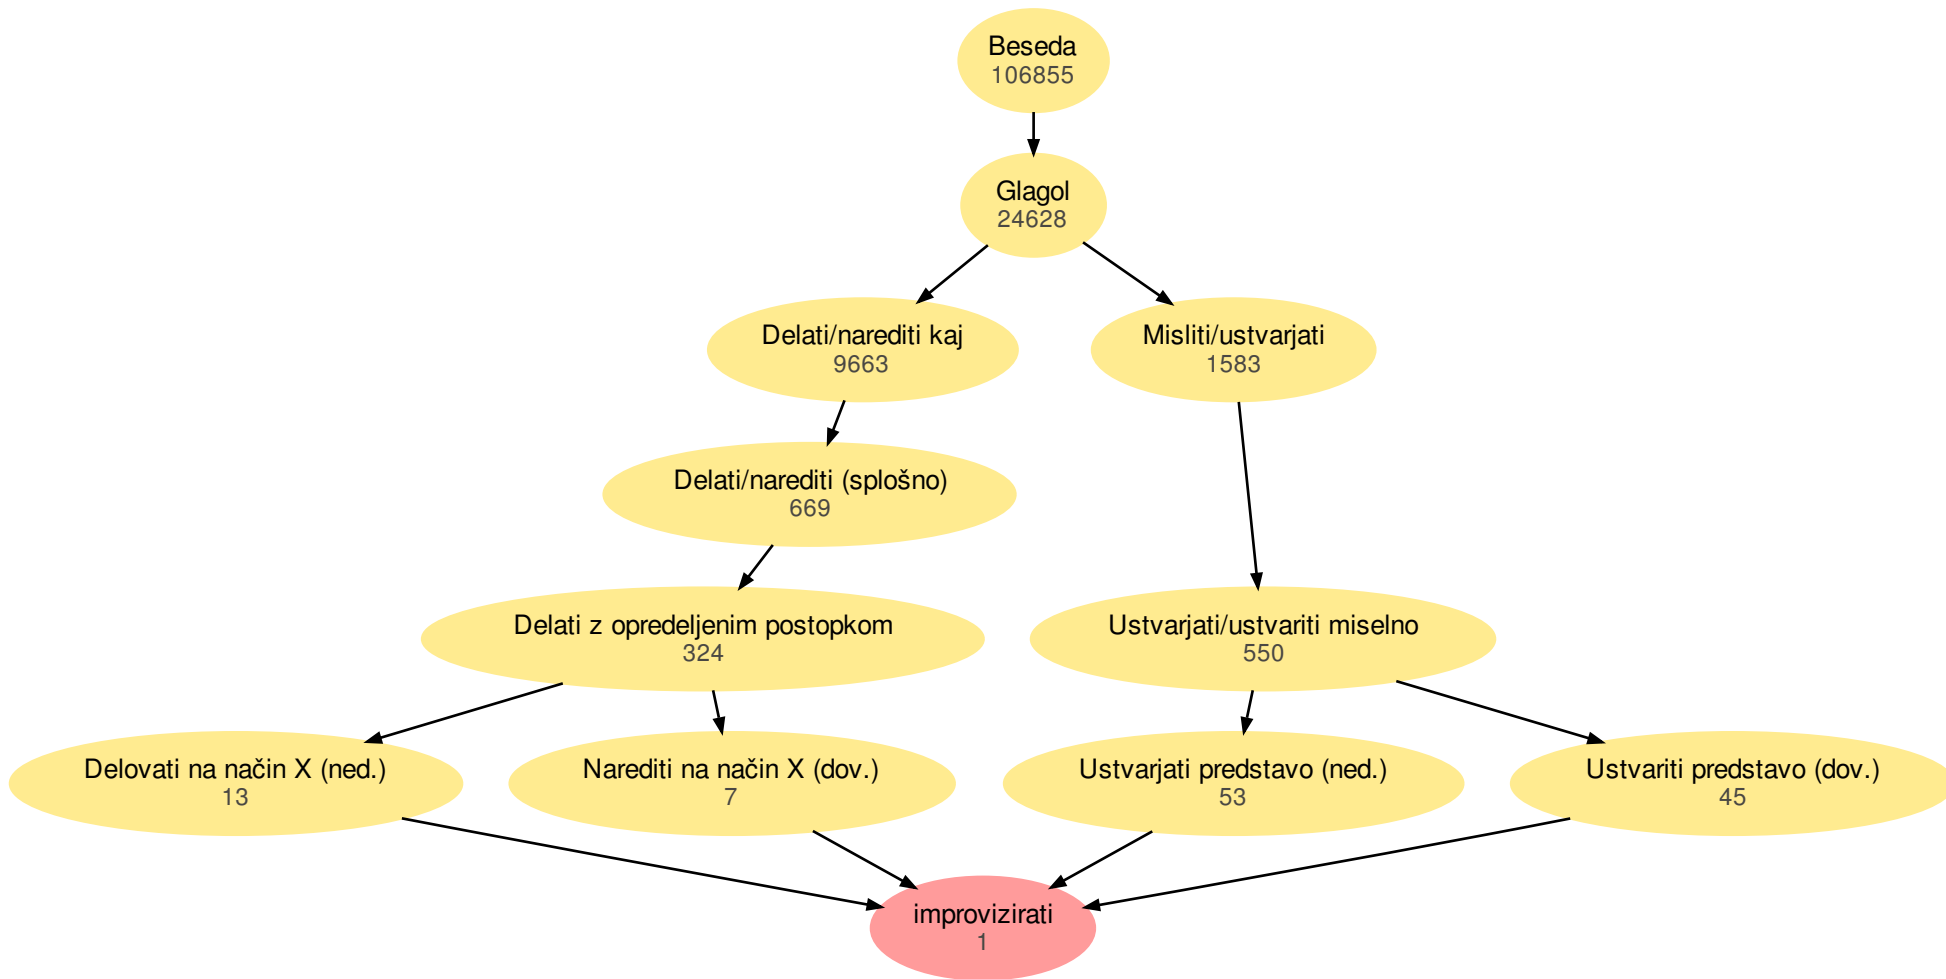 Beseda
106855
Glagol
24628
Delati/narediti kaj
9663
Misliti/ustvarjati
1583
Delati/narediti (splošno)
669
Delati z opredeljenim postopkom
324
Ustvarjati/ustvariti miselno
550
Delovati na način X (ned.)
13
Narediti na način X (dov.)
7
Ustvarjati predstavo (ned.)
53
Ustvariti predstavo (dov.)
45
improvizirati
1